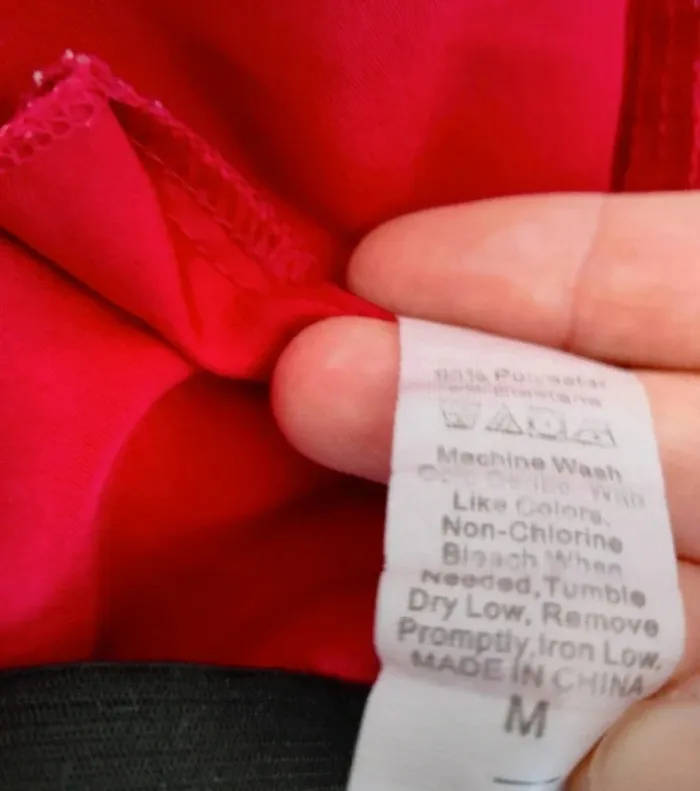 Polyester
Machine Wash
With
Like Colors,
Non-Chlorine
Bleach When
Needed,Tumble
Dry Low, Remove
Promptly,Iron Low.
MADE IN CHINA
M